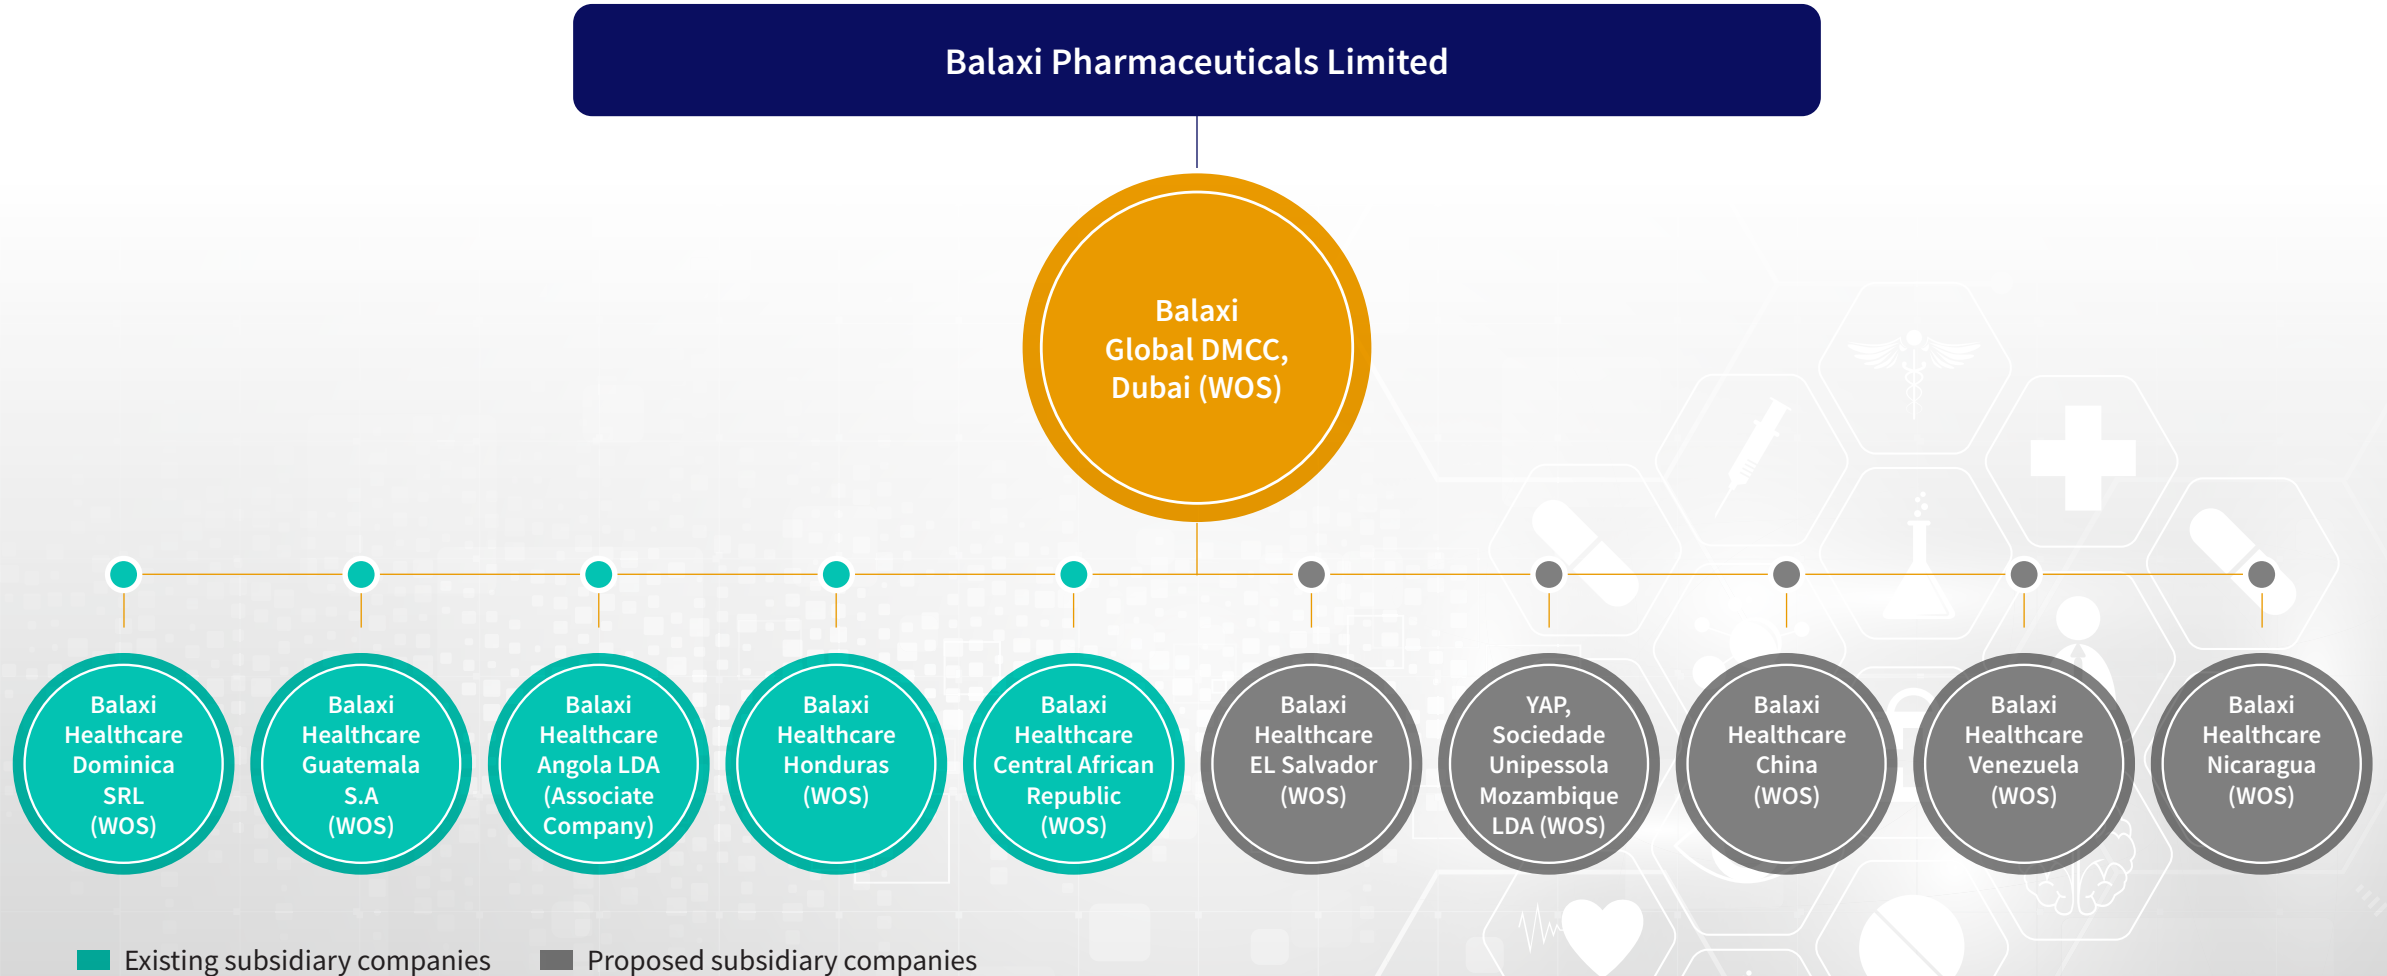 Balaxi Pharmaceuticals Limited
Balaxi
Global DMCC,
Dubai (WOS)
Balaxi
Healthcare
Dominica
SRL
(WOS)
Balaxi
Healthcare
Guatemala
S.A
(WOS)
Balaxi
Healthcare
Angola LDA
(Associate
Company)
Balaxi
Healthcare
Honduras
(WOS)
Balaxi
Healthcare
Central African
Republic
(WOS)
Balaxi
Healthcare
EL Salvador
(WOS)
YAP,
Sociedade
Unipessola
Mozambique
LDA (WOS)
Balaxi
Healthcare
China
(WOS)
Balaxi
Healthcare
Venezuela
(WOS)
Balaxi
Healthcare
Nicaragua
(WOS)
Existing subsidiary companies
Proposed subsidiary companies